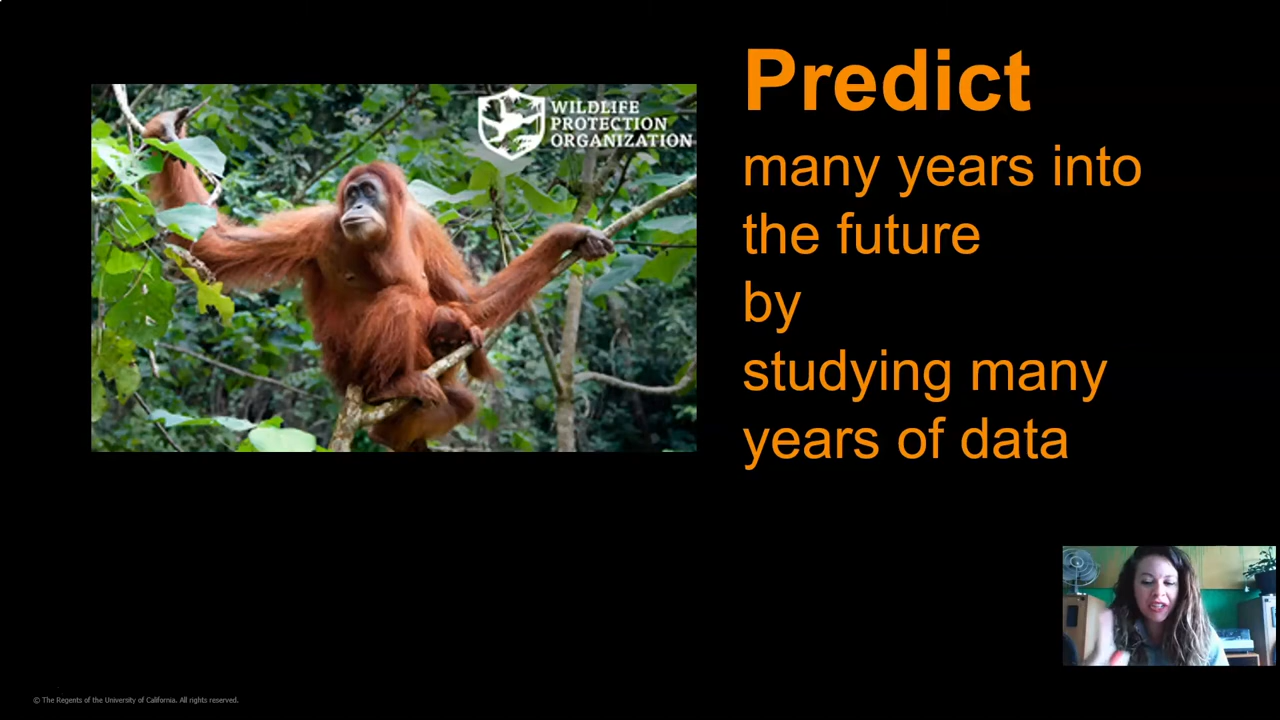 WILDLIFE
PROTECTION
ORGANIZATION
Predict
many years into
the future
by
studying many
years of data
© The Regents of the University of California. All rights reserved.